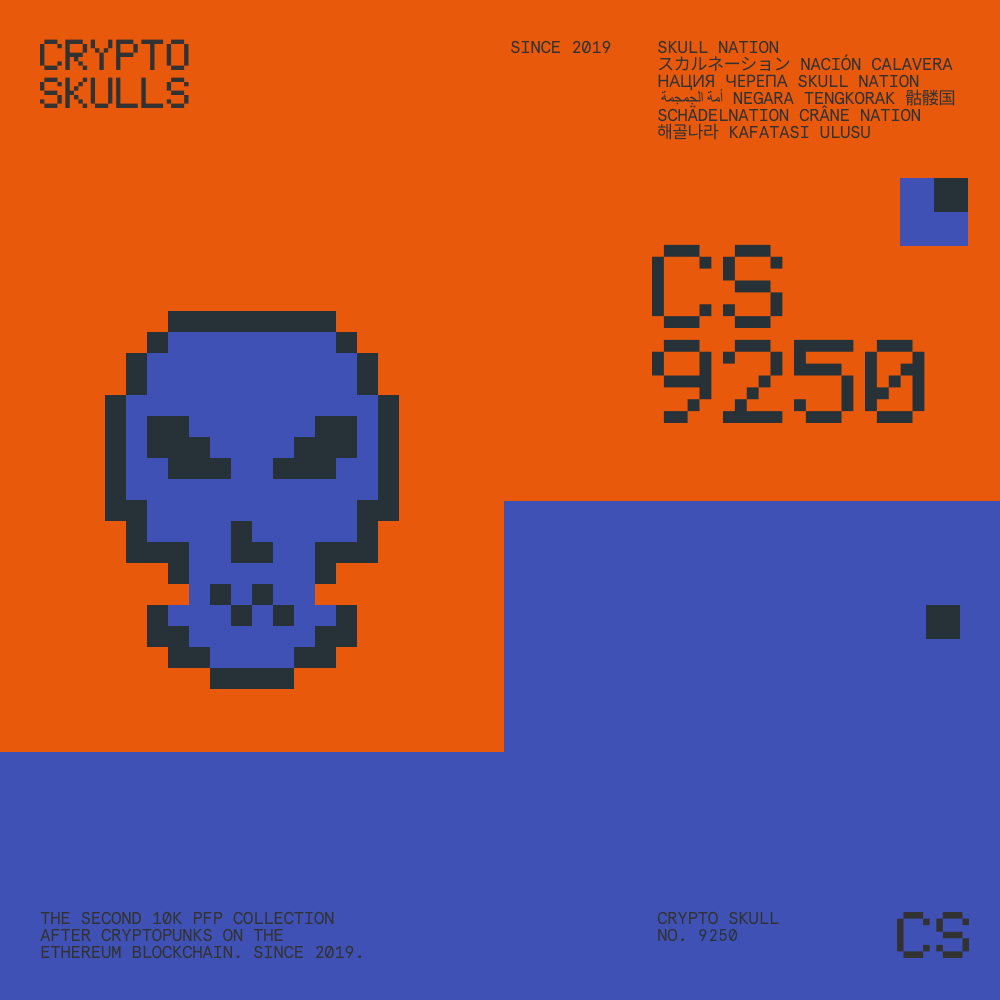 CRYPTO
SKULLS
SINCE 2019
SKULL NATION
スカルネーション NACIÓN CALAVERA
НАЦИЯ ЧЕРЕПА SKULL NATION
أمة الجمجمة NEGARA TENGKORAK 骷髅国
SCHÄDELNATION CRÂNE NATION
해골나라 KAFATASI ULUSU
CS
9250
THE SECOND 10K PFP COLLECTION
AFTER CRYPTOPUNKS ON THE
ETHEREUM BLOCKCHAIN. SINCE 2019.
CRYPTO SKULL
NO. 9250
CS